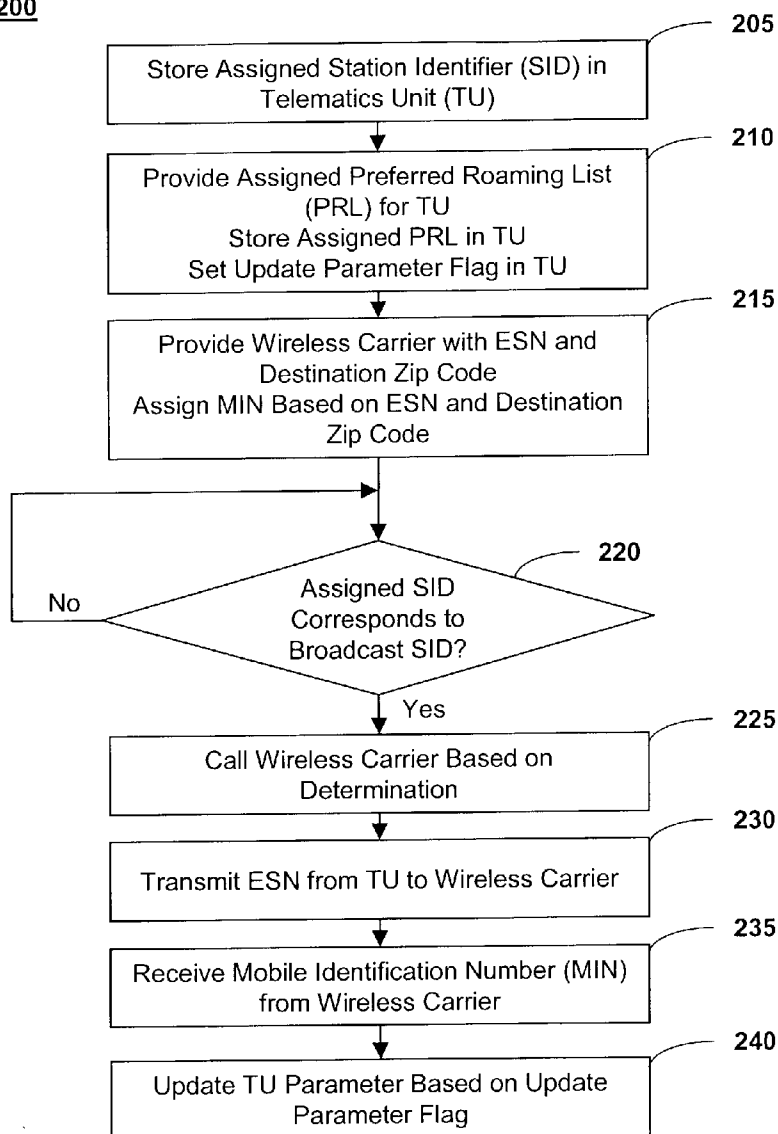 200
205
Store Assigned Station Identifier (SID) in
Telematics Unit (TU)
210
Provide Assigned Preferred Roaming List
(PRL) for TU
Store Assigned PRL in TU
Set Update Parameter Flag in TU
215
Provide Wireless Carrier with ESN and
Destination Zip Code
Assign MIN Based on ESN and Destination
Zip Code
220
Assigned SID
Corresponds to
Broadcast SID?
No
Yes
225
Call Wireless Carrier Based on
Determination
230
Transmit ESN from TU to Wireless Carrier
235
Receive Mobile Identification Number (MIN)
from Wireless Carrier
240
Update TU Parameter Based on Update
Parameter Flag